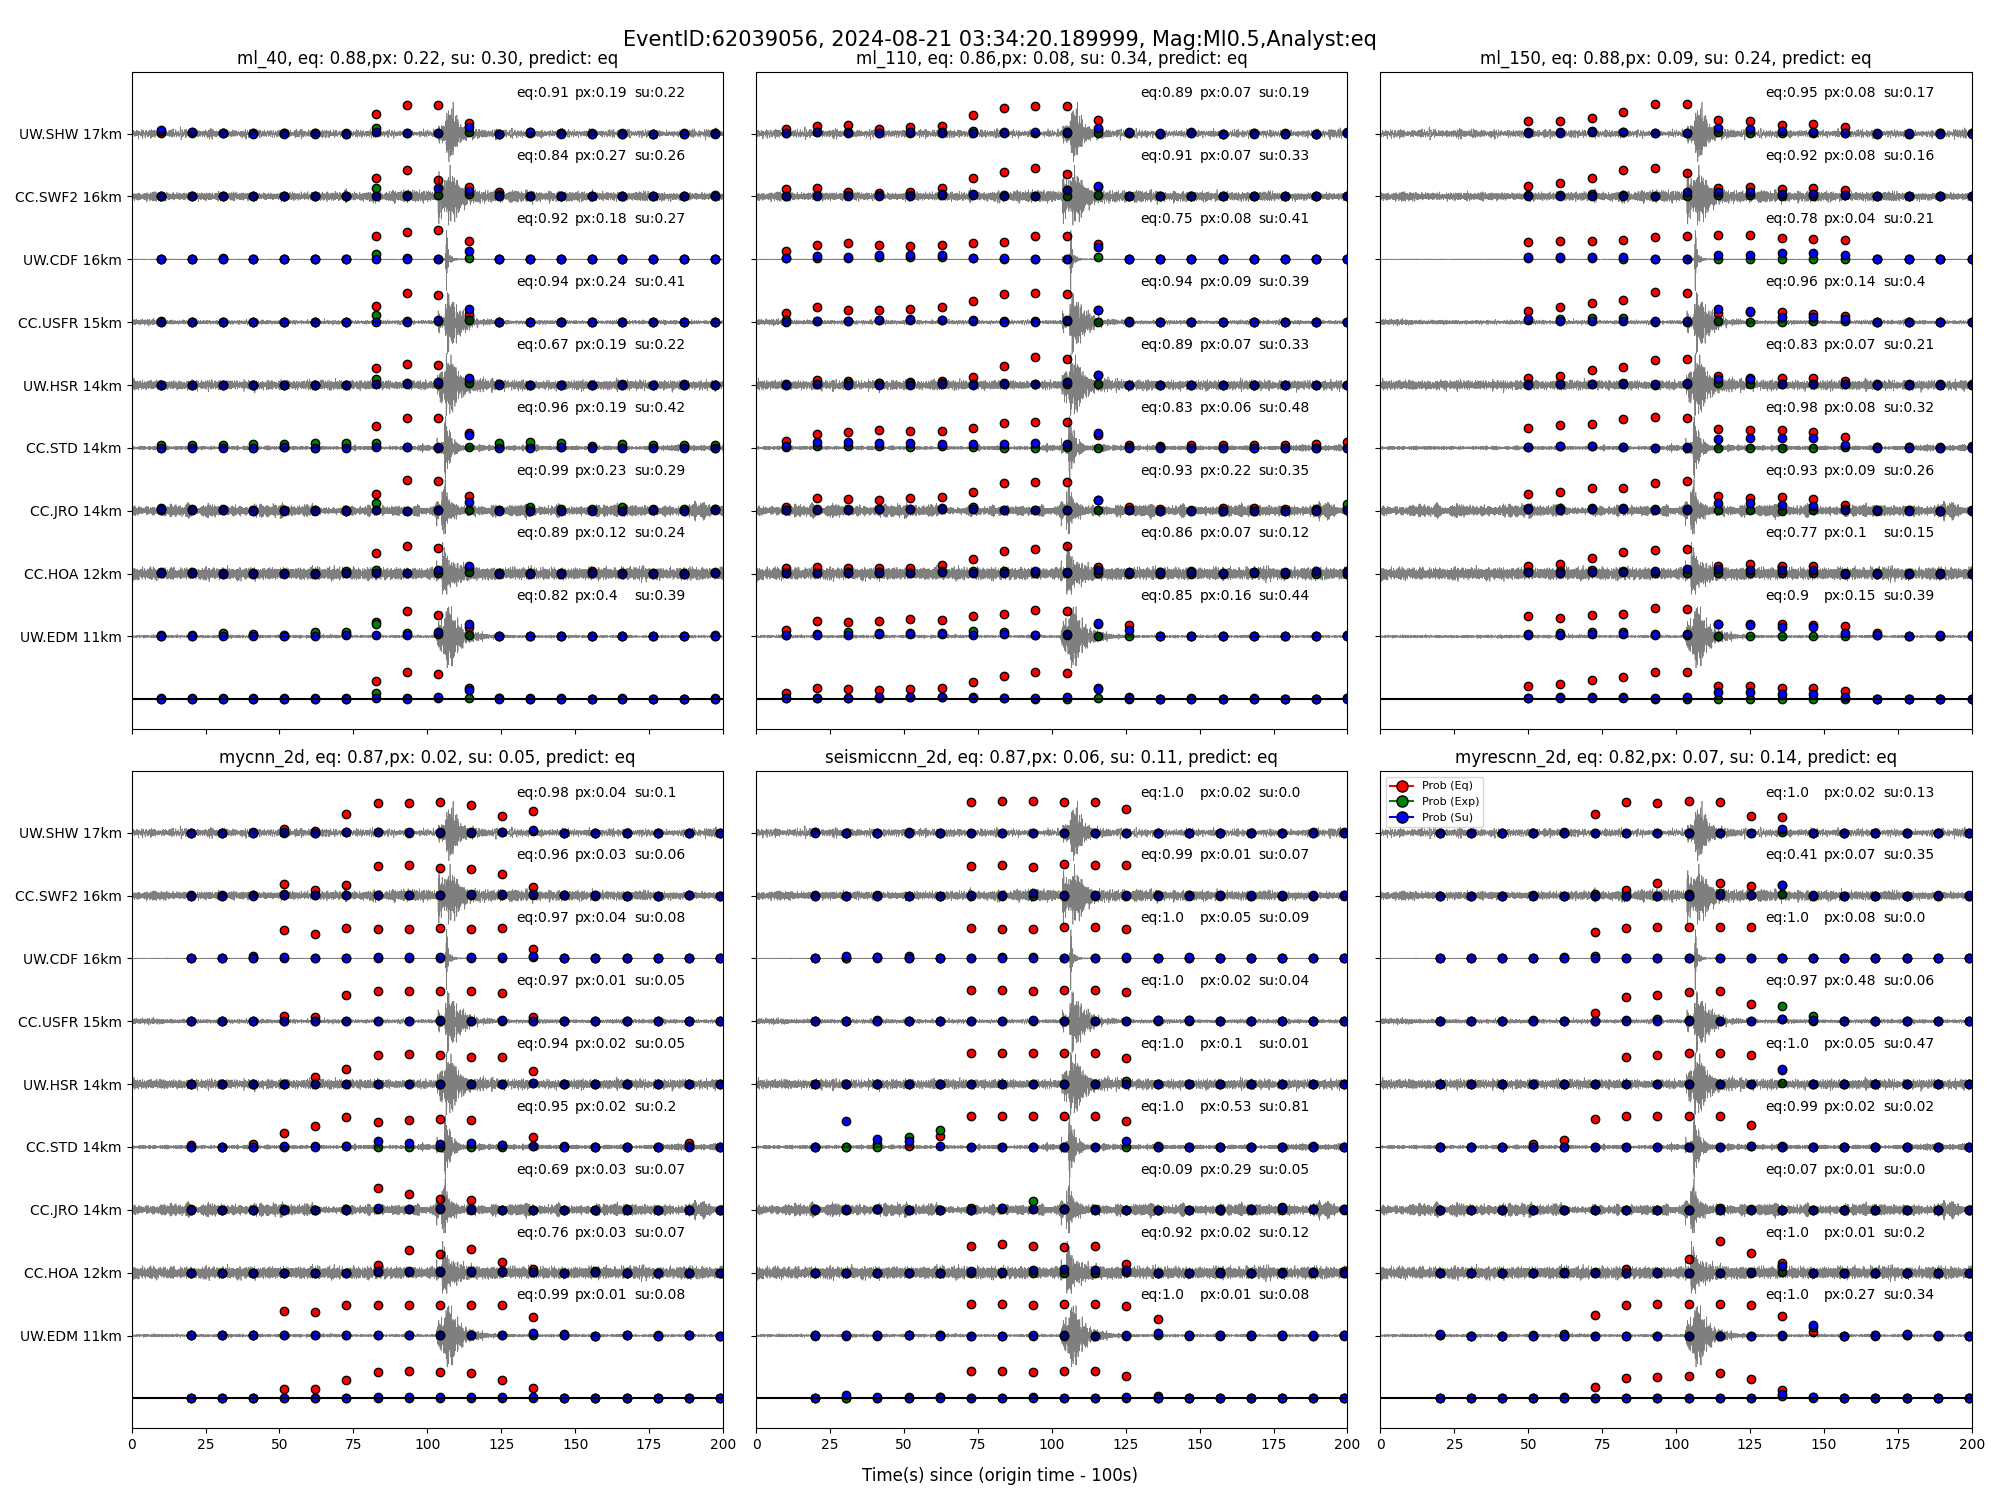 EventID:62039056, 2024-08-21 03:34:20.189999, Mag:Ml0.5,Analyst:eq
ml_40, eq: 0.88,px: 0.22, su: 0.30, predict: eq
eq:0.91 px:0.19 su:0.22
UW.SHW 17km
eq:0.84 px:0.27 su:0.26
CC.SWF2 16km
eq:0.92 px:0.18 su:0.27
UW.CDF 16km
eq:0.94 px:0.24 su:0.41
CC.USFR 15km
eq:0.67 px:0.19 su:0.22
UW.HSR 14km
eq:0.96 px:0.19 su:0.42
CC.STD 14km
eq:0.99 px:0.23 su:0.29
CC.JRO 14km
eq:0.89 px:0.12 su:0.24
CC.HOA 12km
eq:0.82 px:0.4 su:0.39
UW.EDM 11km
ml_110, eq: 0.86,px: 0.08, su: 0.34, predict: eq
eq:0.89 px:0.07 su:0.19
eq:0.91 px:0.07 su:0.33
eq:0.75 px:0.08 su:0.41
eq:0.94 px:0.09 su:0.39
eq:0.89 px:0.07 su:0.33
eq:0.83 px:0.06 su:0.48
eq:0.93 px:0.22 su:0.35
eq:0.86 px:0.07 su:0.12
eq:0.85 px:0.16 su:0.44
ml_150, eq: 0.88,px: 0.09, su: 0.24, predict: eq
eq:0.95 px:0.08 su:0.17
eq:0.92 px:0.08 su:0.16
eq:0.78 px:0.04 su:0.21
eq:0.96 px:0.14 su:0.4
eq:0.83 px:0.07 su:0.21
eq:0.98 px:0.08 su:0.32
eq:0.93 px:0.09 su:0.26
eq:0.77 px:0.1 su:0.15
eq:0.9 px:0.15 su:0.39
mycnn_2d, eq: 0.87,px: 0.02, su: 0.05, predict: eq
eq:0.98 px:0.04 su:0.1
UW.SHW 17km
eq:0.96 px:0.03 su:0.06
CC.SWF2 16km
eq:0.97 px:0.04 su:0.08
UW.CDF 16km
eq:0.97 px:0.01 su:0.05
CC.USFR 15km
eq:0.94 px:0.02 su:0.05
UW.HSR 14km
eq:0.95 px:0.02 su:0.2
CC.STD 14km
eq:0.69 px:0.03 su:0.07
CC.JRO 14km
eq:0.76 px:0.03 su:0.07
CC.HOA 12km
eq:0.99 px:0.01 su:0.08
UW.EDM 11km
0 25 50 75 100 125 150 175 200
seismiccnn_2d, eq: 0.87,px: 0.06, su: 0.11, predict: eq
eq:1.0 px:0.02 su:0.0
eq:0.99 px:0.01 su:0.07
eq:1.0 px:0.05 su:0.09
eq:1.0 px:0.02 su:0.04
eq:1.0 px:0.1 su:0.01
eq:1.0 px:0.53 su:0.81
eq:0.09 px:0.29 su:0.05
eq:0.92 px:0.02 su:0.12
eq:1.0 px:0.01 su:0.08
0 25 50 75 100 125 150 175 200
myrescnn_2d, eq: 0.82,px: 0.07, su: 0.14, predict: eq
Prob (Eq)
Prob (Exp)
Prob (Su)
eq:1.0 px:0.02 su:0.13
eq:0.41 px:0.07 su:0.35
eq:1.0 px:0.08 su:0.0
eq:0.97 px:0.48 su:0.06
eq:1.0 px:0.05 su:0.47
eq:0.99 px:0.02 su:0.02
eq:0.07 px:0.01 su:0.0
eq:1.0 px:0.01 su:0.2
eq:1.0 px:0.27 su:0.34
0 25 50 75 100 125 150 175 200
Time(s) since (origin time - 100s)